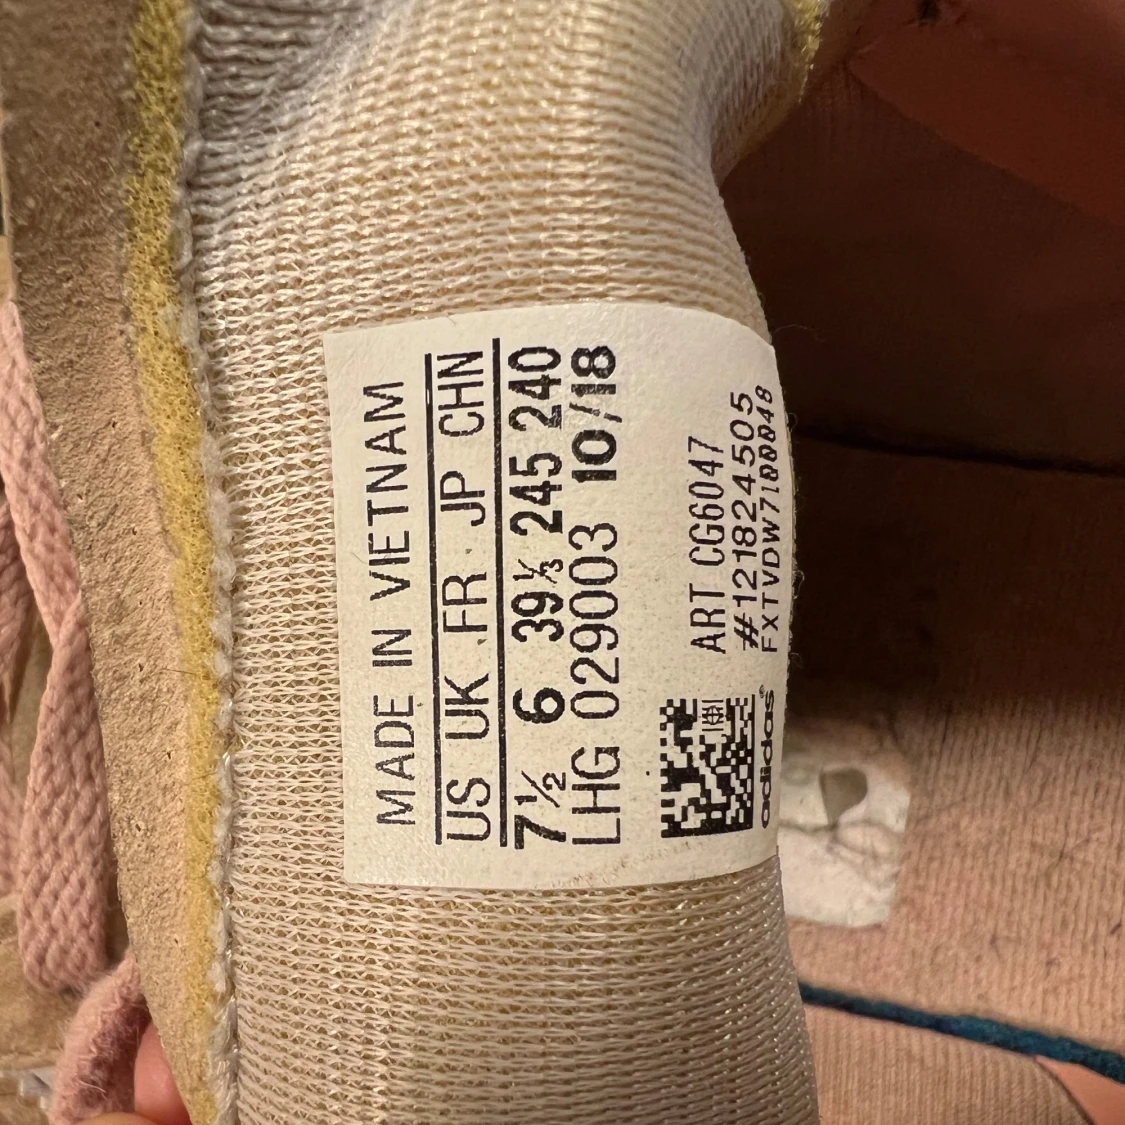 MADE IN VIETNAM
US UK FR JP CHN
7½ 6 39⅓ 245 240
LHG 029003 10/18
ART CG6047
#121824505
FXTVDW7180048
adidas®